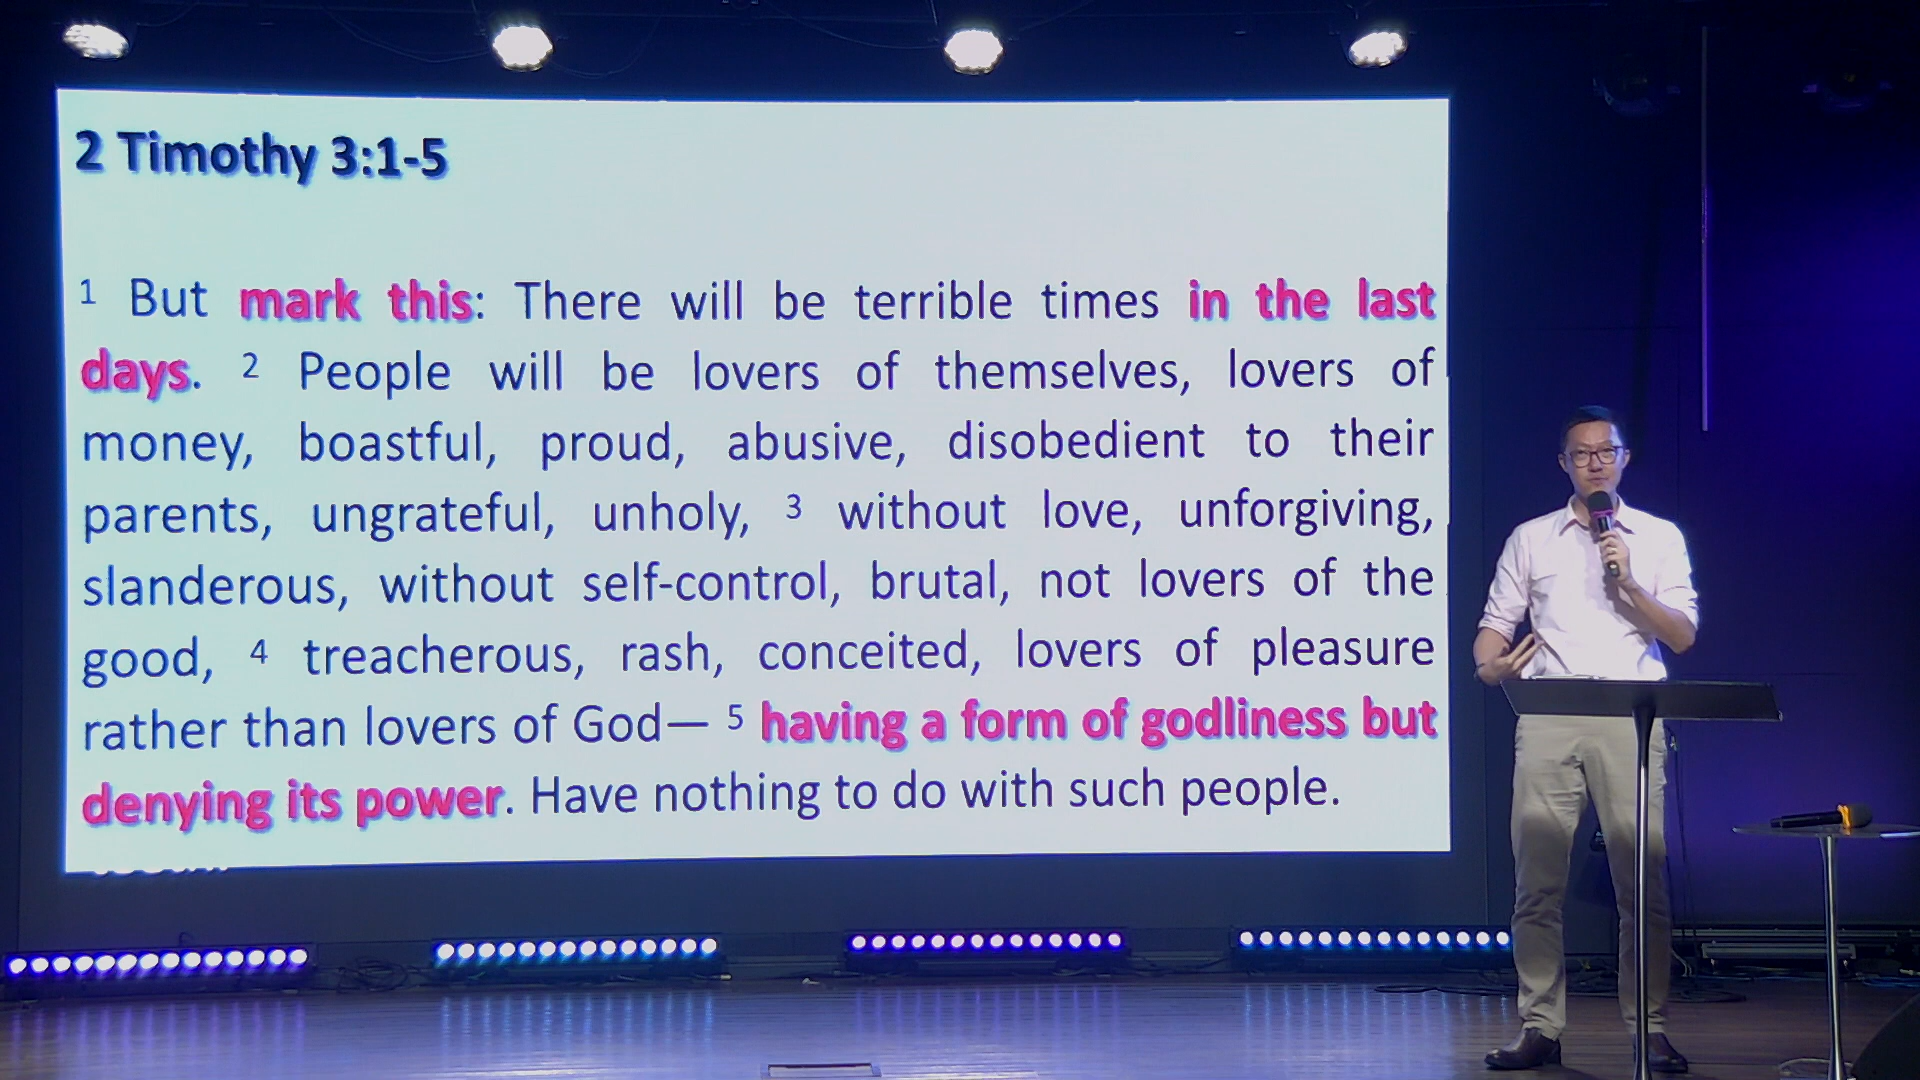 2 Timothy 3:1-5
1 But mark this: There will be terrible times in the last
days. 2 People will be lovers of themselves, lovers of
money, boastful, proud, abusive, disobedient to their
parents, ungrateful, unholy, 3 without love, unforgiving,
slanderous, without self-control, brutal, not lovers of the
good, 4 treacherous, rash, conceited, lovers of pleasure
rather than lovers of God— 5 having a form of godliness but
denying its power. Have nothing to do with such people.